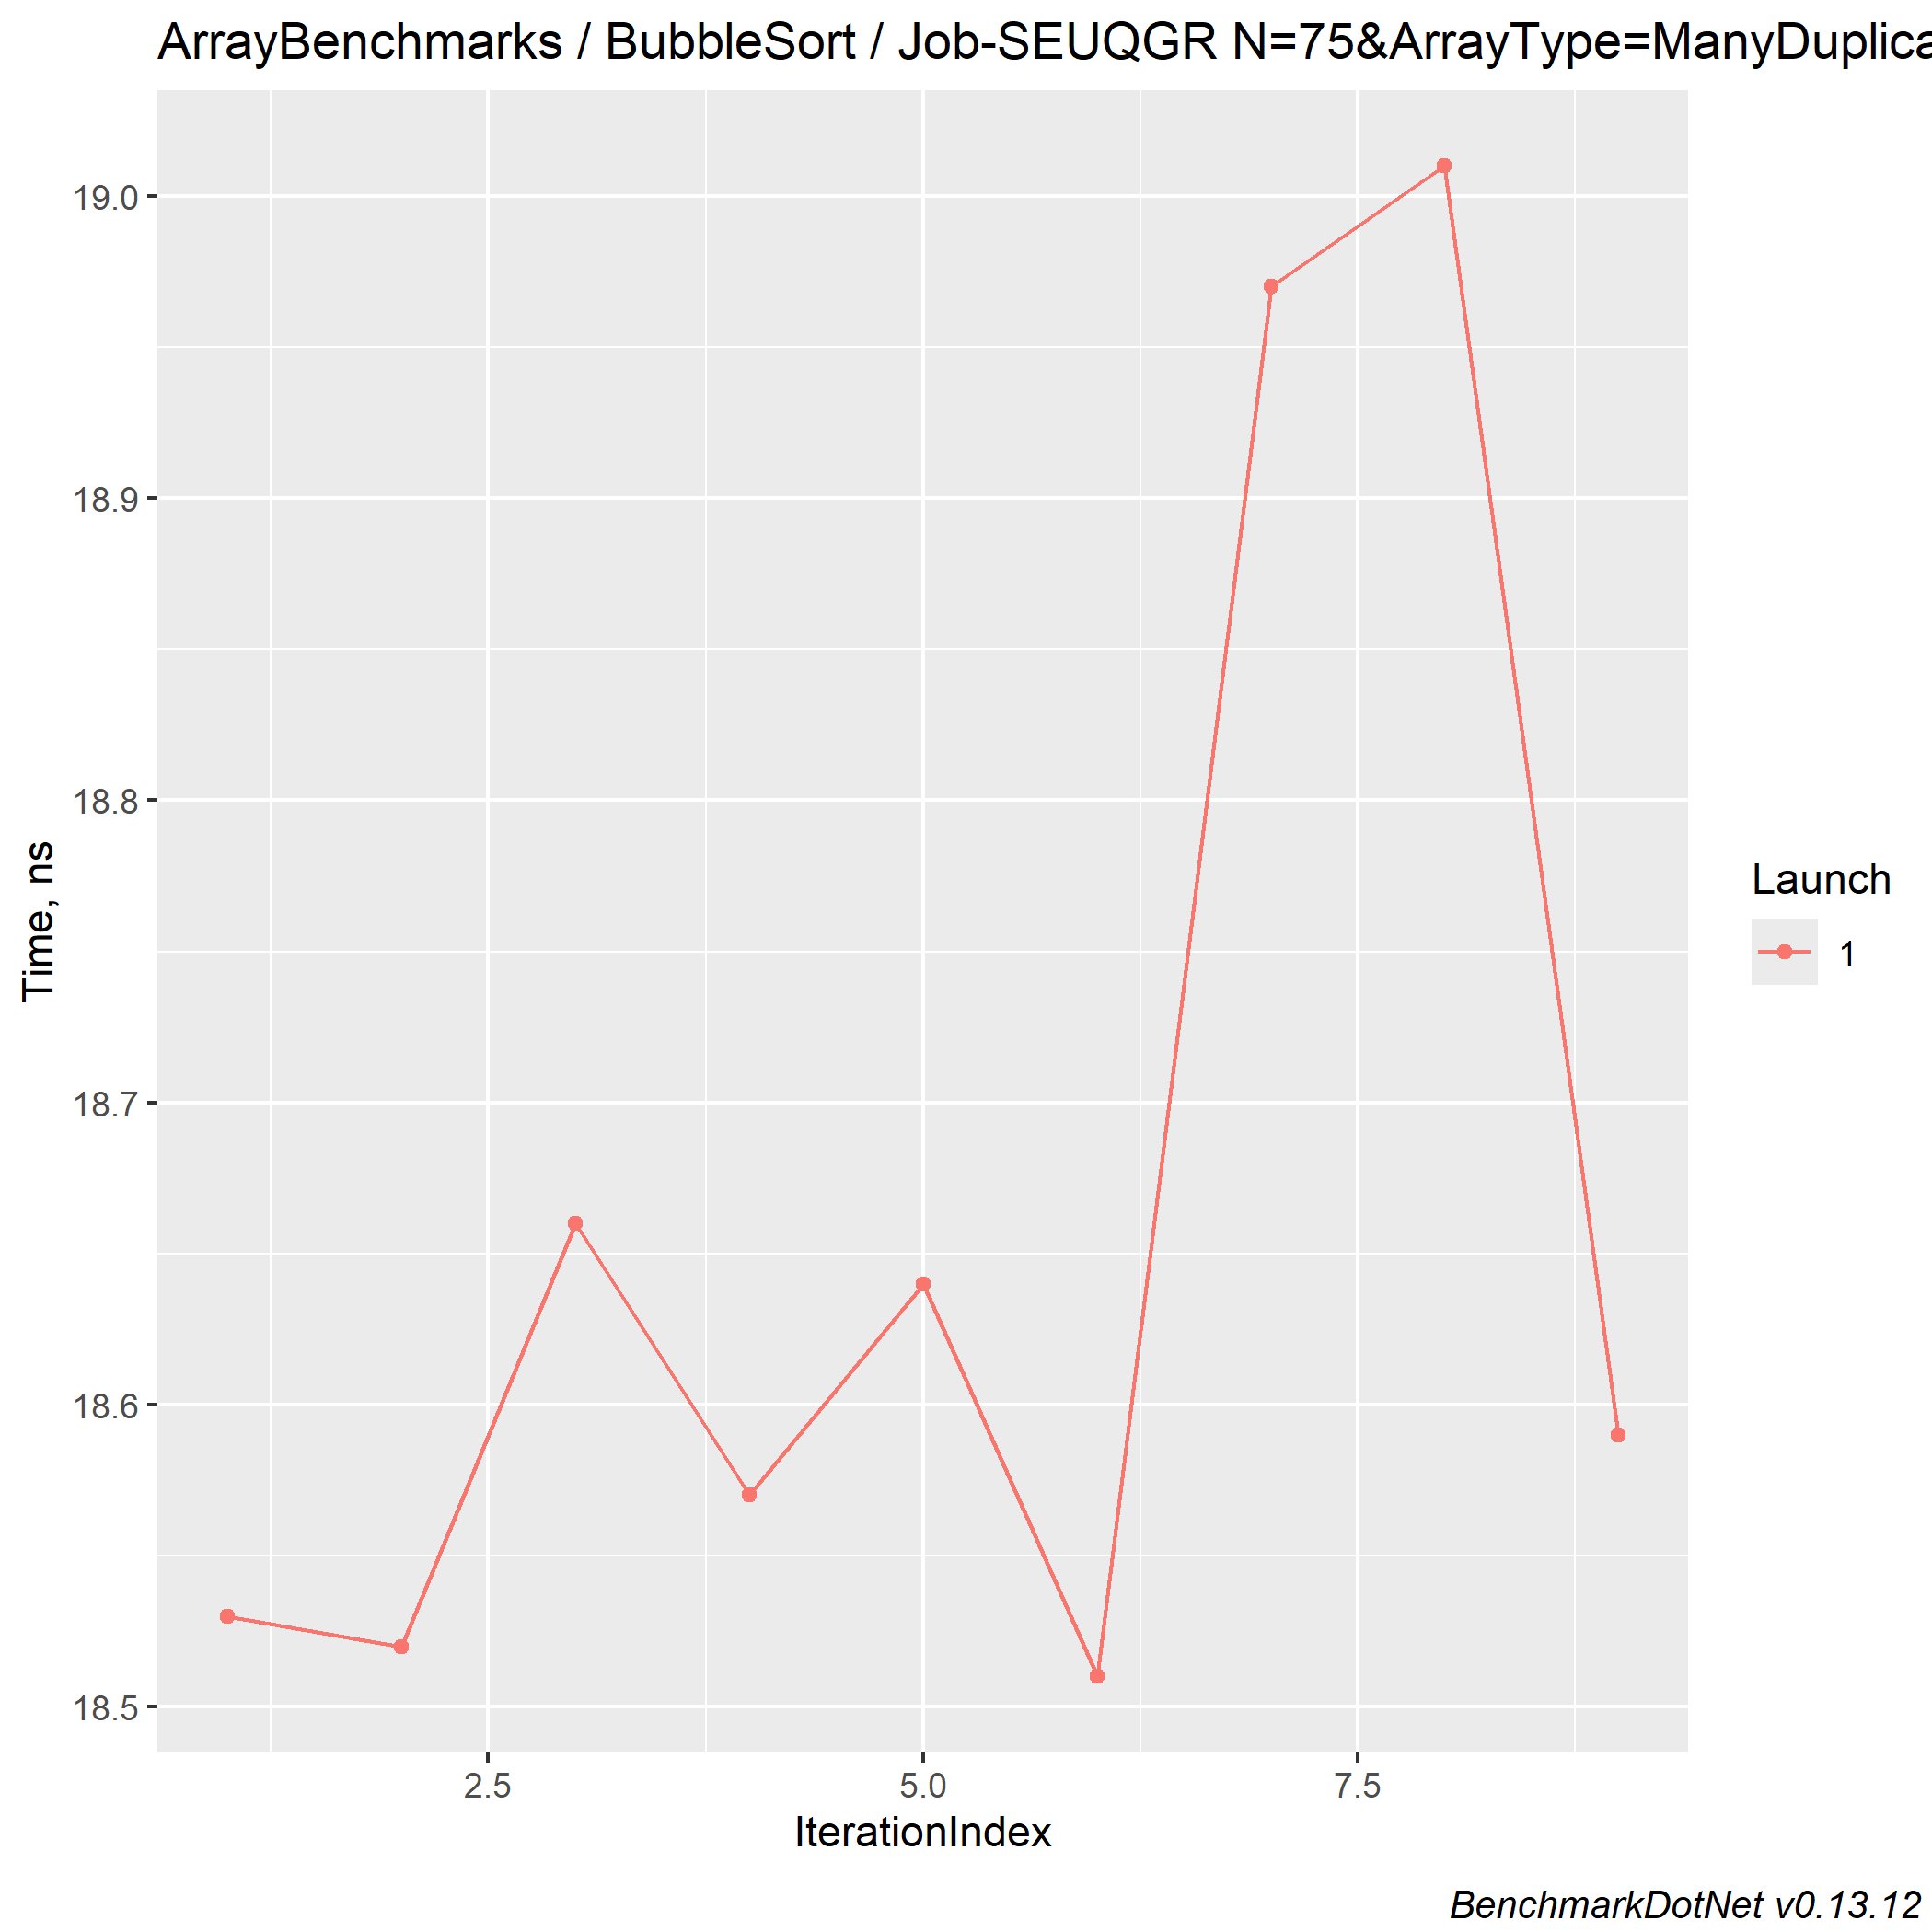 ArrayBenchmarks / BubbleSort / Job-SEUQGR N=75&ArrayType=ManyDuplica
19.0
18.9
18.8
18.7
18.6
18.5
Time, ns
2.5 5.0 7.5
IterationIndex
Launch
1
BenchmarkDotNet v0.13.12